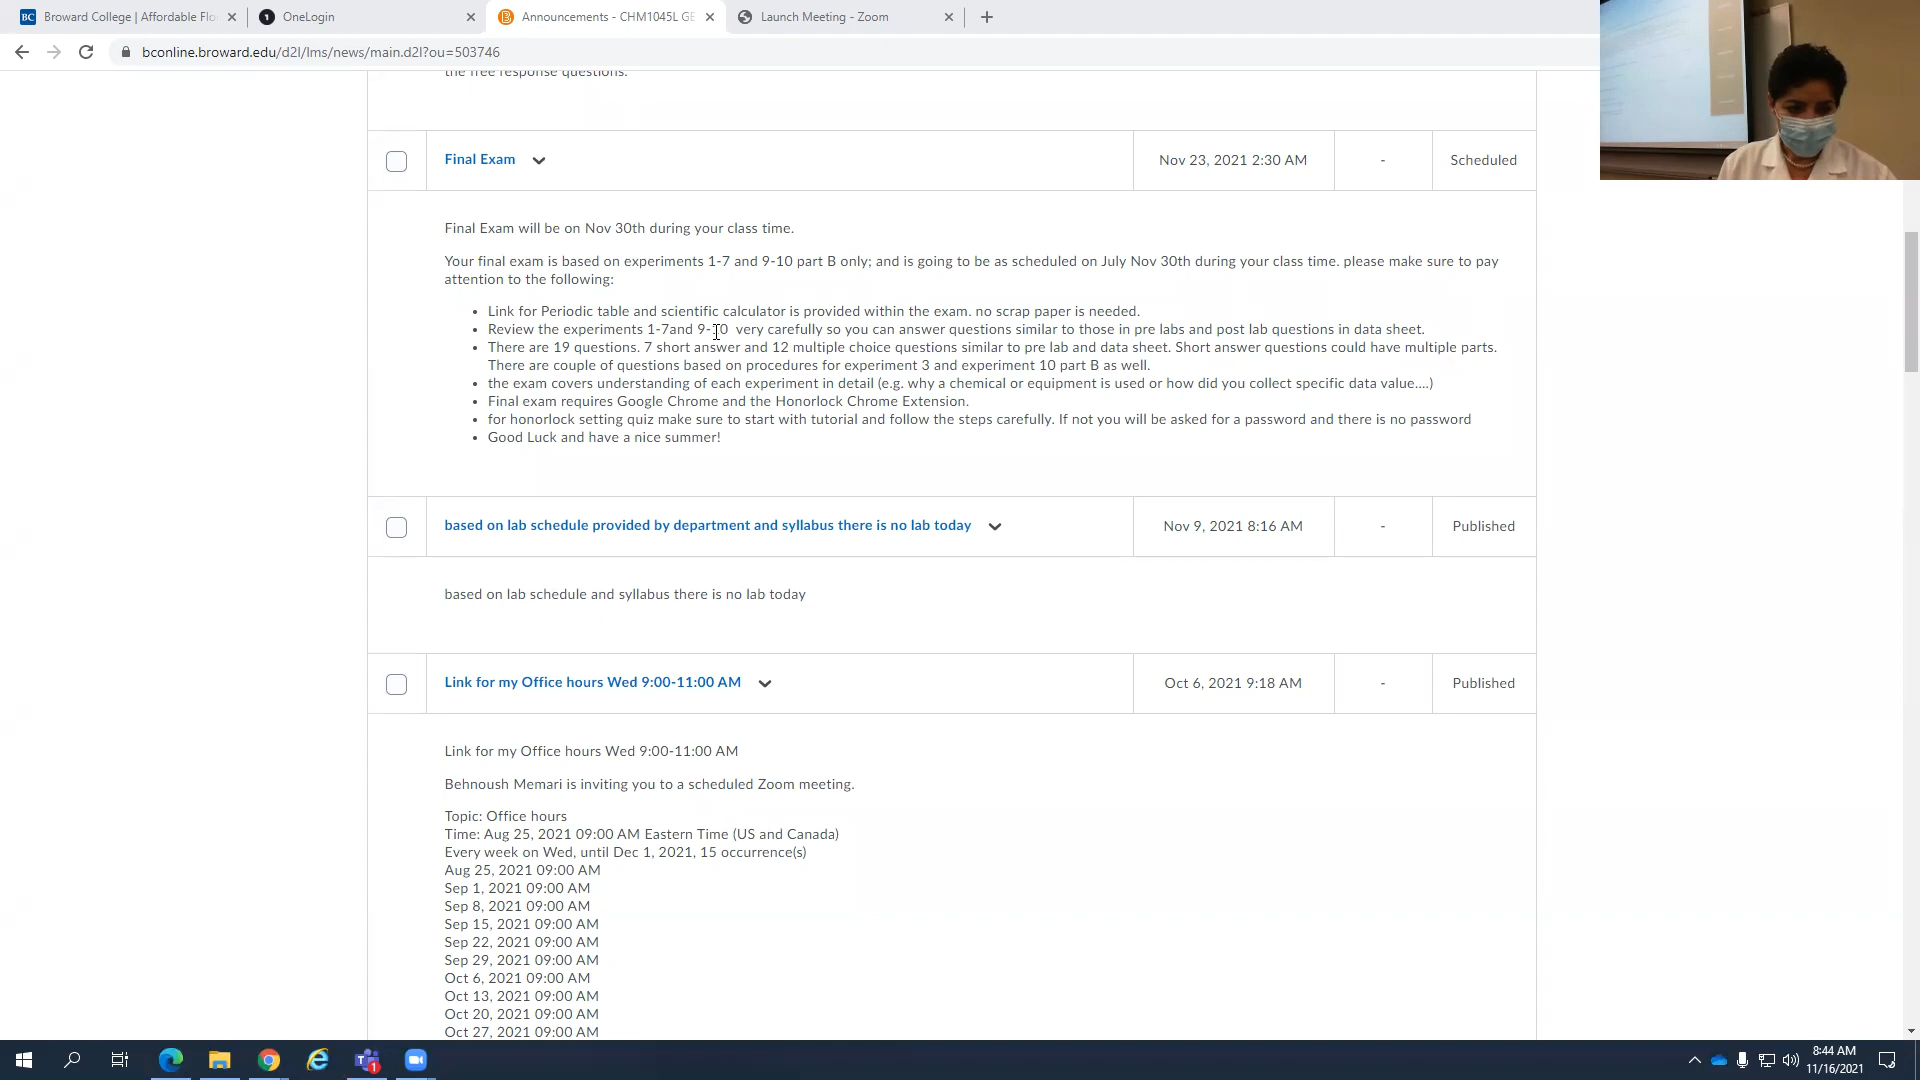 Broward College | Affordable Flo
OneLogin
Announcements - CHM1045L GE
Launch Meeting - Zoom
bconline.broward.edu/d2l/lms/news/main.d2l?ou=503746
the free response questions.
Final Exam
Nov 23, 2021 2:30 AM
-
Scheduled
Final Exam will be on Nov 30th during your class time.
Your final exam is based on experiments 1-7 and 9-10 part B only; and is going to be as scheduled on July Nov 30th during your class time. please make sure to pay
attention to the following:
• Link for Periodic table and scientific calculator is provided within the exam. no scrap paper is needed.
• Review the experiments 1-7and 9-10 very carefully so you can answer questions similar to those in pre labs and post lab questions in data sheet.
• There are 19 questions. 7 short answer and 12 multiple choice questions similar to pre lab and data sheet. Short answer questions could have multiple parts.
There are couple of questions based on procedures for experiment 3 and experiment 10 part B as well.
• the exam covers understanding of each experiment in detail (e.g. why a chemical or equipment is used or how did you collect specific data value....)
• Final exam requires Google Chrome and the Honorlock Chrome Extension.
• for honorlock setting quiz make sure to start with tutorial and follow the steps carefully. If not you will be asked for a password and there is no password
• Good Luck and have a nice summer!
based on lab schedule provided by department and syllabus there is no lab today
Nov 9, 2021 8:16 AM
-
Published
based on lab schedule and syllabus there is no lab today
Link for my Office hours Wed 9:00-11:00 AM
Oct 6, 2021 9:18 AM
-
Published
Link for my Office hours Wed 9:00-11:00 AM
Behnoush Memari is inviting you to a scheduled Zoom meeting.
Topic: Office hours
Time: Aug 25, 2021 09:00 AM Eastern Time (US and Canada)
Every week on Wed, until Dec 1, 2021, 15 occurrence(s)
Aug 25, 2021 09:00 AM
Sep 1, 2021 09:00 AM
Sep 8, 2021 09:00 AM
Sep 15, 2021 09:00 AM
Sep 22, 2021 09:00 AM
Sep 29, 2021 09:00 AM
Oct 6, 2021 09:00 AM
Oct 13, 2021 09:00 AM
Oct 20, 2021 09:00 AM
Oct 27, 2021 09:00 AM
8:44 AM
11/16/2021